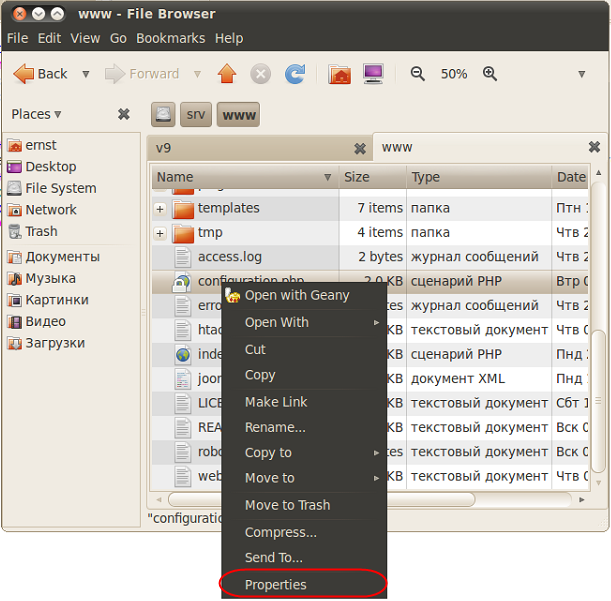 www - File Browser
File Edit View Go Bookmarks Help
Back Forward 50%
Places srv www
v9 www
ernst
Desktop
File System
Network
Trash
Документы
Музыка
Картинки
Видео
Загрузки
Name Size Type Date
templates 7 items папка Птн
tmp 4 items папка Чтв 2
access.log 2 bytes журнал сообщений Чтв 2
configuration.php 2.0 KB сценарий PHP Втр 0
erro tes журнал сообщений Чтв 2
htac KB текстовый документ Чтв 0
inde KB сценарий PHP Пнд 2
joon KB документ XML Пнд
LICE KB текстовый документ Сбт 1
REA KB текстовый документ Вск 0
robo tes текстовый документ Вск 0
web KB текстовый документ Чтв 0
"configuratio
Open with Geany
Open With
Cut
Copy
Make Link
Rename...
Copy to
Move to
Move to Trash
Compress...
Send To...
Properties